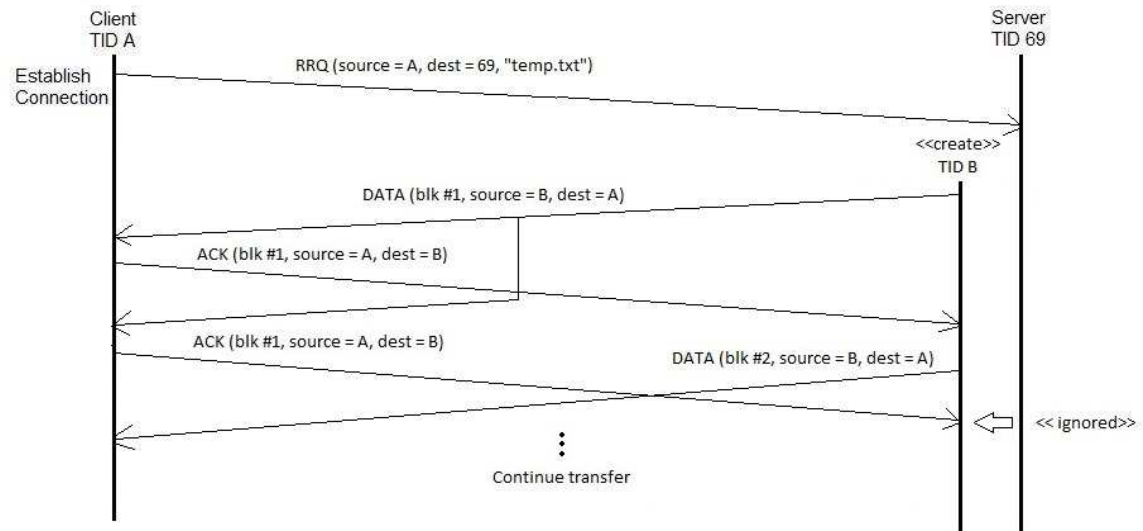 Client
TID A
Server
TID 69
Establish
Connection
RRQ (source = A, dest = 69, "temp.txt")
<<create>>
TID B
DATA (blk #1, source = B, dest = A)
ACK (blk #1, source = A, dest = B)
ACK (blk #1, source = A, dest = B)
DATA (blk #2, source = B, dest = A)
<< ignored>>
Continue transfer